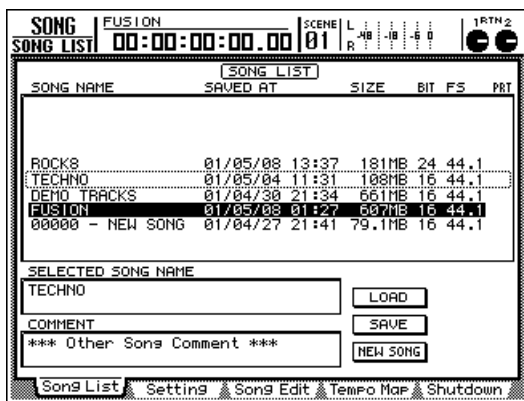 SONG FUSION SCENE L 1RTN2
SONG LIST 00:00:00:00.00 01 R -48 -18 -6 0
SONG LIST
SONG NAME SAVED AT SIZE BIT FS PRT
ROCK8 01/05/08 13:37 181MB 24 44.1
TECHNO 01/05/04 11:31 108MB 16 44.1
DEMO TRACKS 01/04/30 21:34 661MB 16 44.1
FUSION 01/05/08 01:27 607MB 16 44.1
00000 - NEW SONG 01/04/27 21:41 79.1MB 16 44.1
SELECTED SONG NAME
TECHNO
LOAD
COMMENT
SAVE
*** Other Song Comment ***
NEW SONG
Song List Setting Song Edit Tempo Map Shutdown